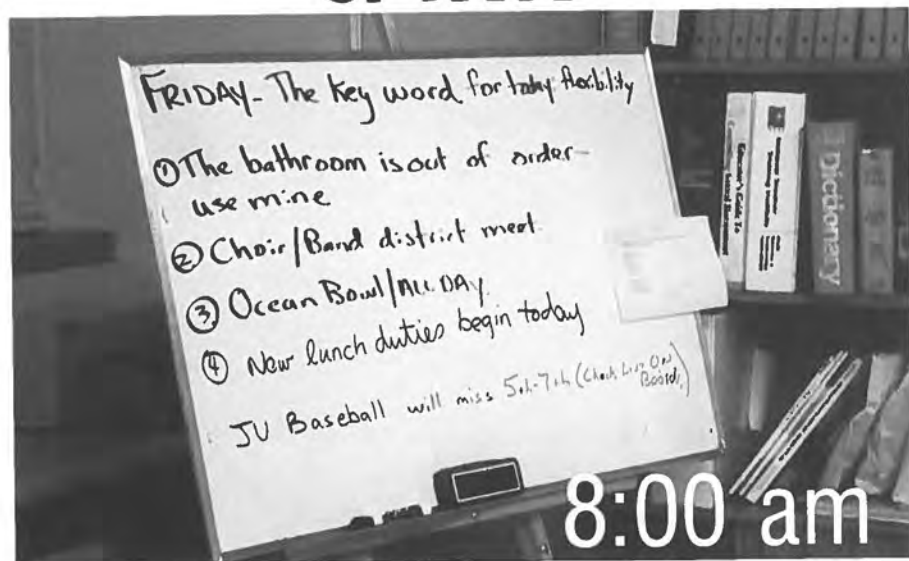 FRIDAY- The Key word for today flexibility
① The bathroom is out of order-
use mine
② Choir/Band district meet
③ Ocean Bowl/ALL DAY
④ New lunch duties begin today
JV Baseball will miss 5th-7th (Check List ON
Board)
Dictionary
8:00 am